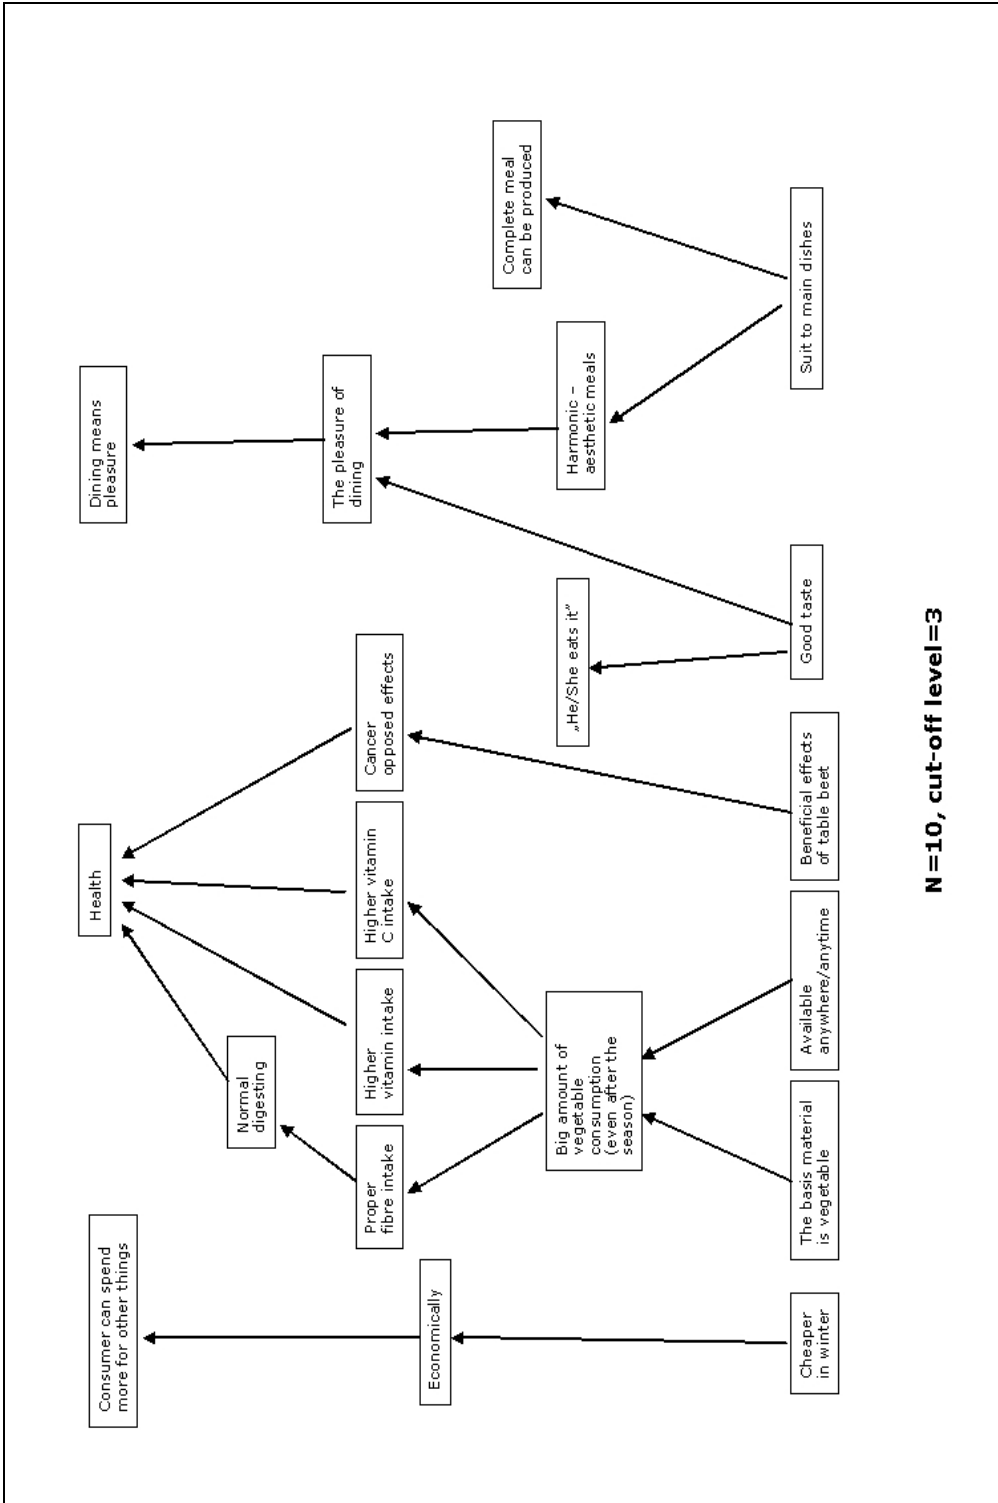 Consumer can spend
more for other things
Health
Dining means
pleasure
Normal
digesting
Proper
fibre intake
Higher
vitamin intake
Higher vitamin
C intake
Cancer
opposed effects
The pleasure of
dining
Economically
Big amount of
vegetable
consumption
(even after the
season)
„He/She eats it”
Harmonic –
aesthetic meals
Complete meal
can be produced
Cheaper
in winter
The basis material
is vegetable
Available
anywhere/anytime
Beneficial effects
of table beet
Good taste
Suit to main dishes
N=10, cut-off level=3